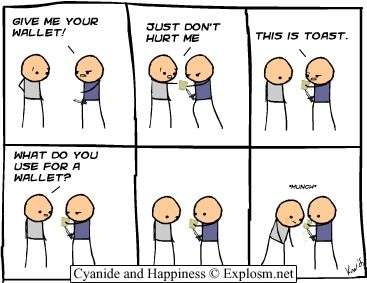 GIVE ME YOUR
WALLET!
JUST DON'T
HURT ME
THIS IS TOAST.
WHAT DO YOU
USE FOR A
WALLET?
*MUNCH*
Cyanide and Happiness © Explosm.net